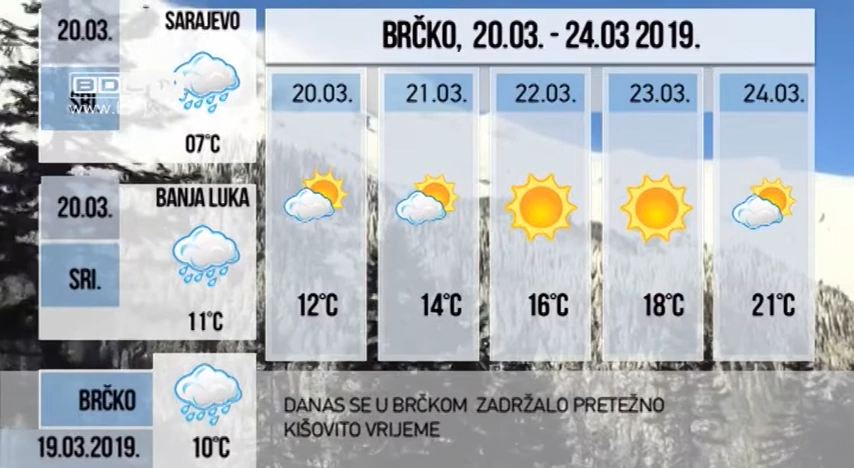 20.03.
SARAJEVO
SRI.
www.
07°C
20.03.
BANJA LUKA
SRI.
11°C
BRČKO
19.03.2019.
10°C
BRČKO, 20.03. - 24.03 2019.
20.03. 21.03. 22.03. 23.03. 24.03.
12°C 14°C 16°C 18°C 21°C
DANAS SE U BRČKOM ZADRŽALO PRETEŽNO
KIŠOVITO VRIJEME